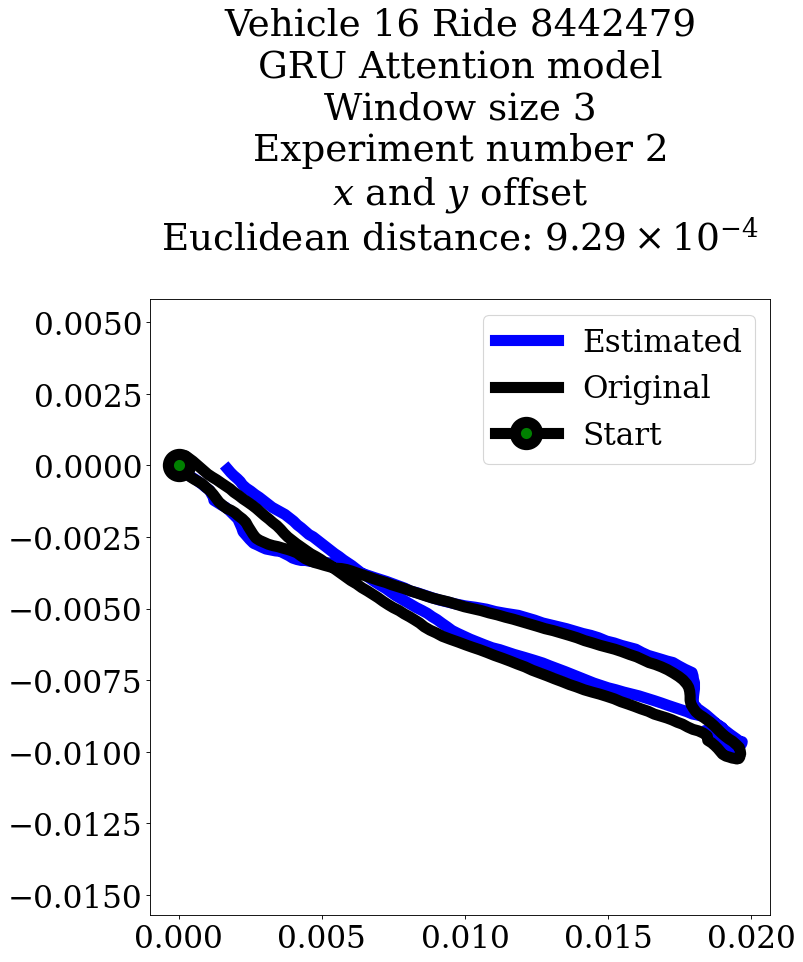 Vehicle 16 Ride 8442479
GRU Attention model
Window size 3
Experiment number 2
x and y offset
Euclidean distance: 9.29 × 10⁻⁴
Estimated
Original
Start
0.0050
0.0025
0.0000
−0.0025
−0.0050
−0.0075
−0.0100
−0.0125
−0.0150
0.000 0.005 0.010 0.015 0.020